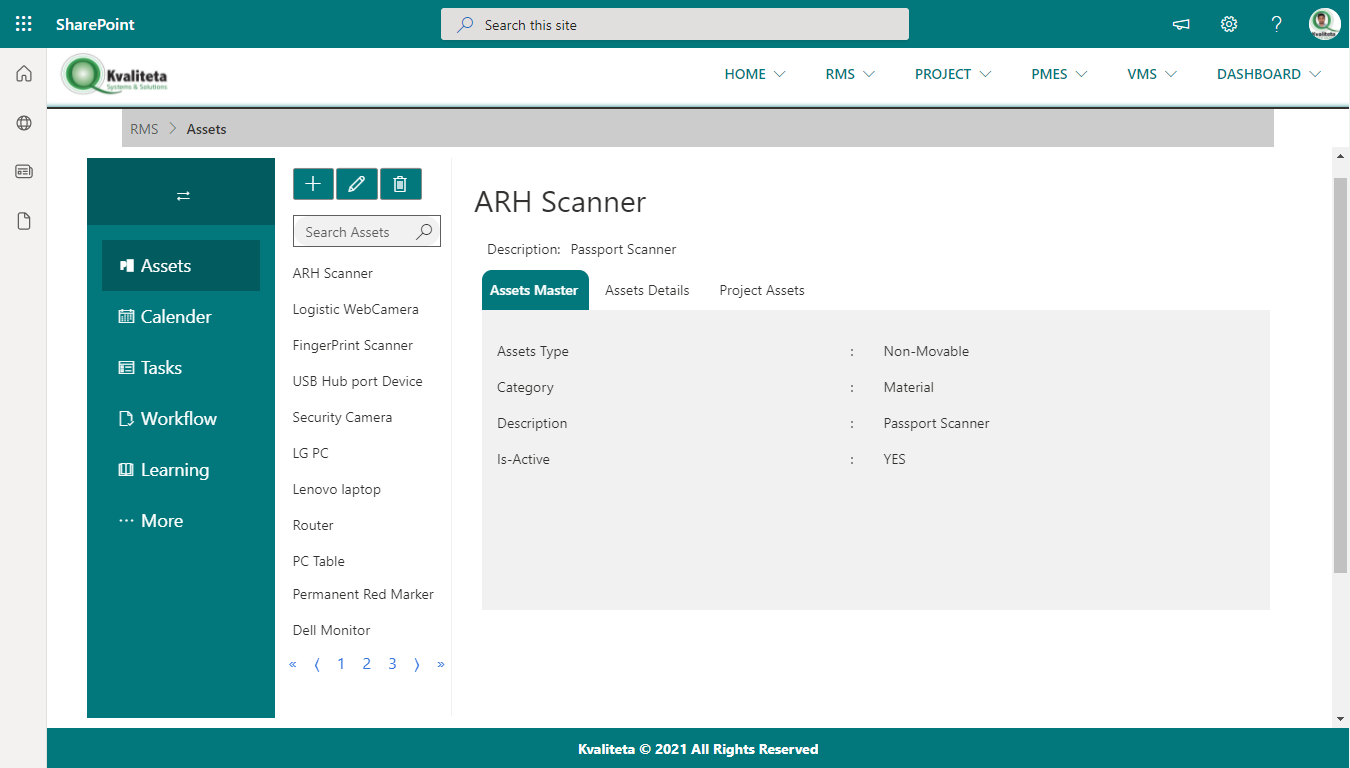 SharePoint
Search this site
?
Kvaliteta
Systems & Solutions
HOME
RMS
PROJECT
PMES
VMS
DASHBOARD
RMS > Assets
Assets
Calender
Tasks
Workflow
Learning
··· More
Search Assets
ARH Scanner
Logistic WebCamera
FingerPrint Scanner
USB Hub port Device
Security Camera
LG PC
Lenovo laptop
Router
PC Table
Permanent Red Marker
Dell Monitor
« ⟨ 1 2 3 ⟩ »
ARH Scanner
Description: Passport Scanner
Assets Master Assets Details Project Assets
Assets Type : Non-Movable
Category : Material
Description : Passport Scanner
Is-Active : YES
Kvaliteta © 2021 All Rights Reserved